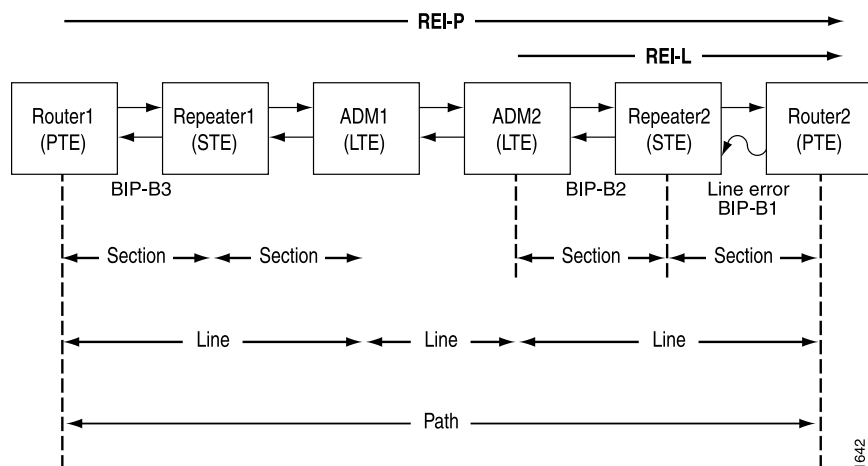 REI-P
REI-L
Router1
(PTE)
Repeater1
(STE)
ADM1
(LTE)
ADM2
(LTE)
Repeater2
(STE)
Router2
(PTE)
BIP-B3
BIP-B2
Line error
BIP-B1
Section
Section
Section
Section
Line
Line
Line
Path
1642